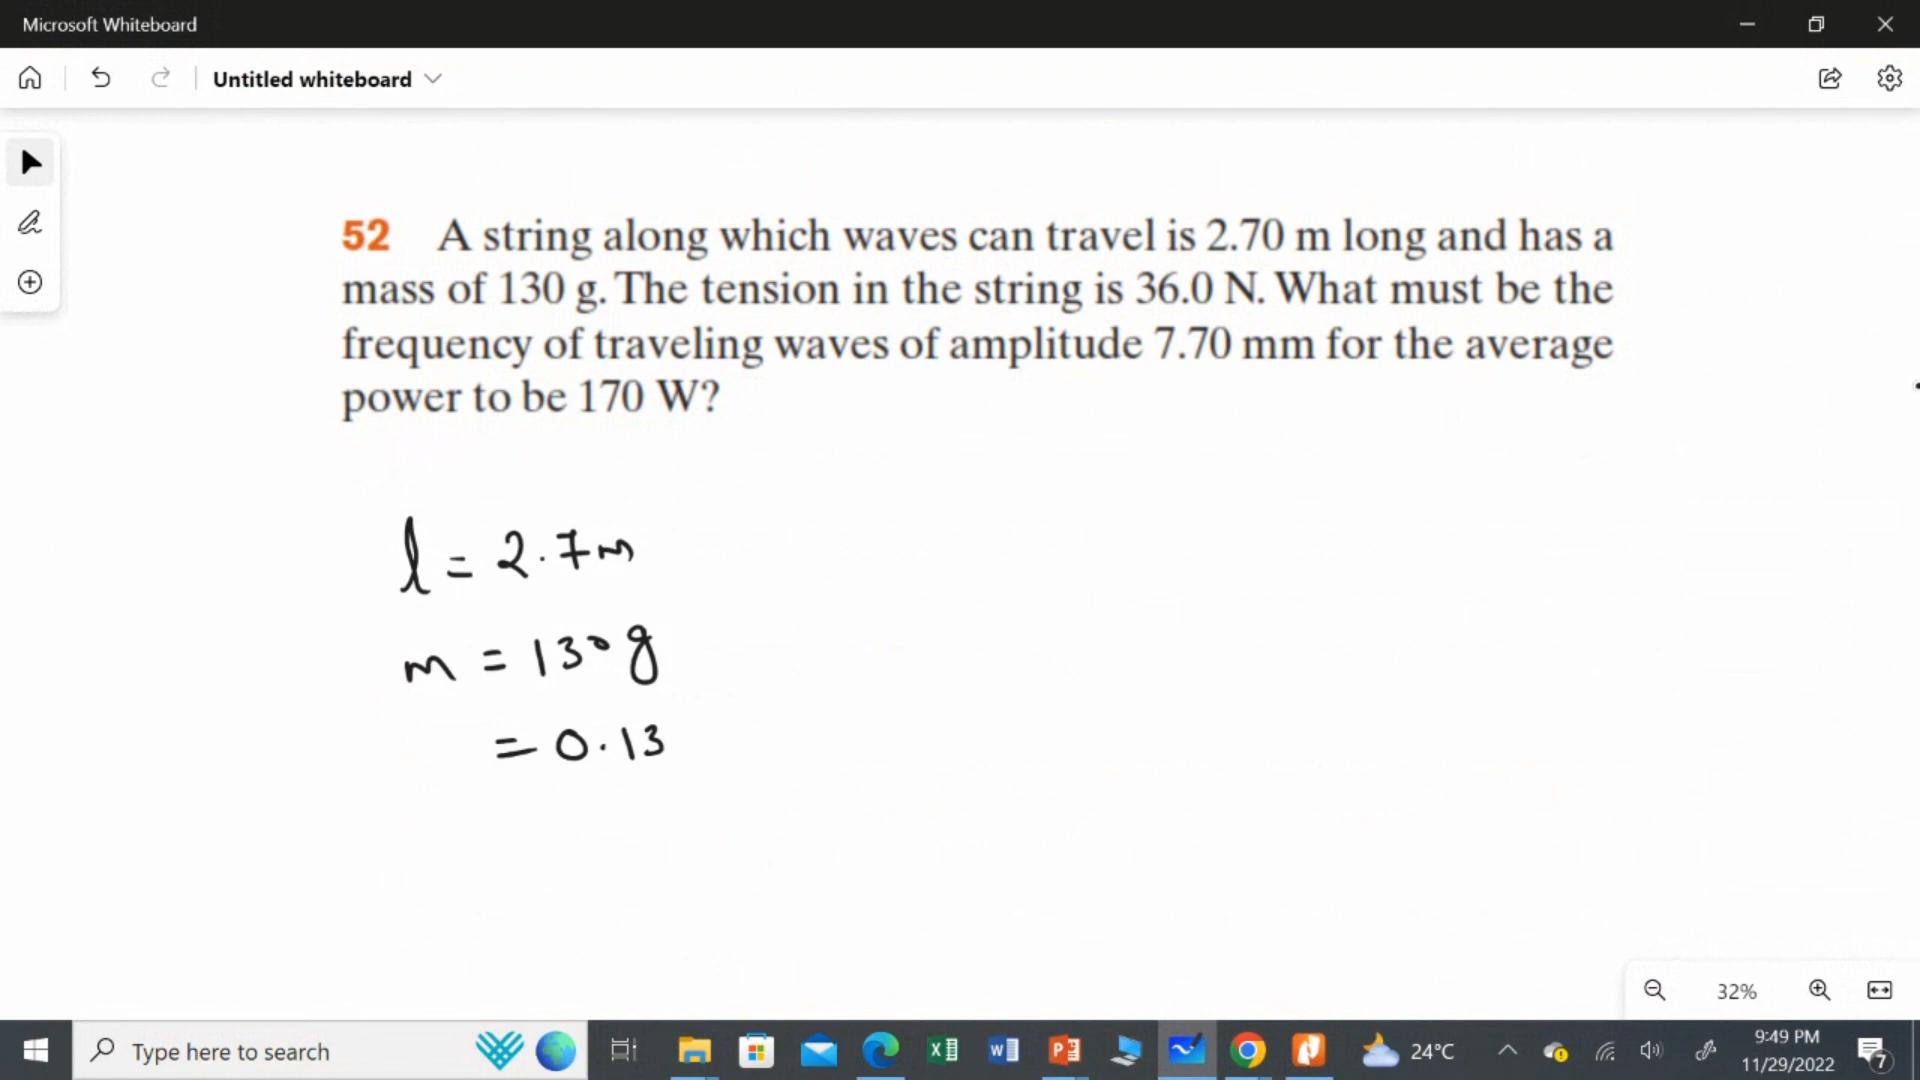 Microsoft Whiteboard
Untitled whiteboard
52 A string along which waves can travel is 2.70 m long and has a
mass of 130 g. The tension in the string is 36.0 N. What must be the
frequency of traveling waves of amplitude 7.70 mm for the average
power to be 170 W?
l = 2.7m
m = 130g
= 0.13
32%
Type here to search
24°C
9:49 PM
11/29/2022
7